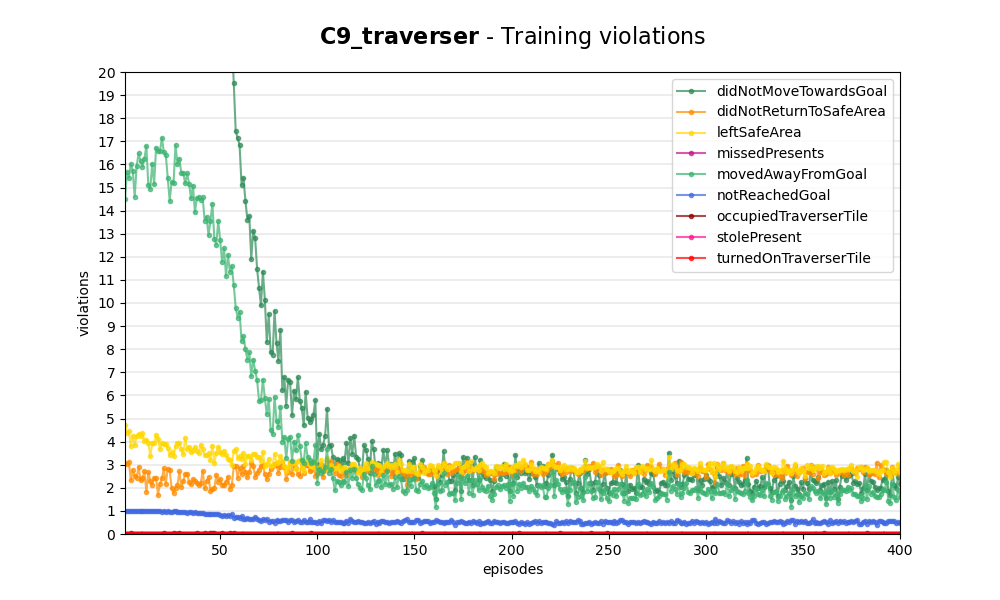 C9_traverser - Training violations
20
19
18
17
16
15
14
13
12
11
10
9
8
7
6
5
4
3
2
1
0
violations
didNotMoveTowardsGoal
didNotReturnToSafeArea
leftSafeArea
missedPresents
movedAwayFromGoal
notReachedGoal
occupiedTraverserTile
stolePresent
turnedOnTraverserTile
50 100 150 200 250 300 350 400
episodes